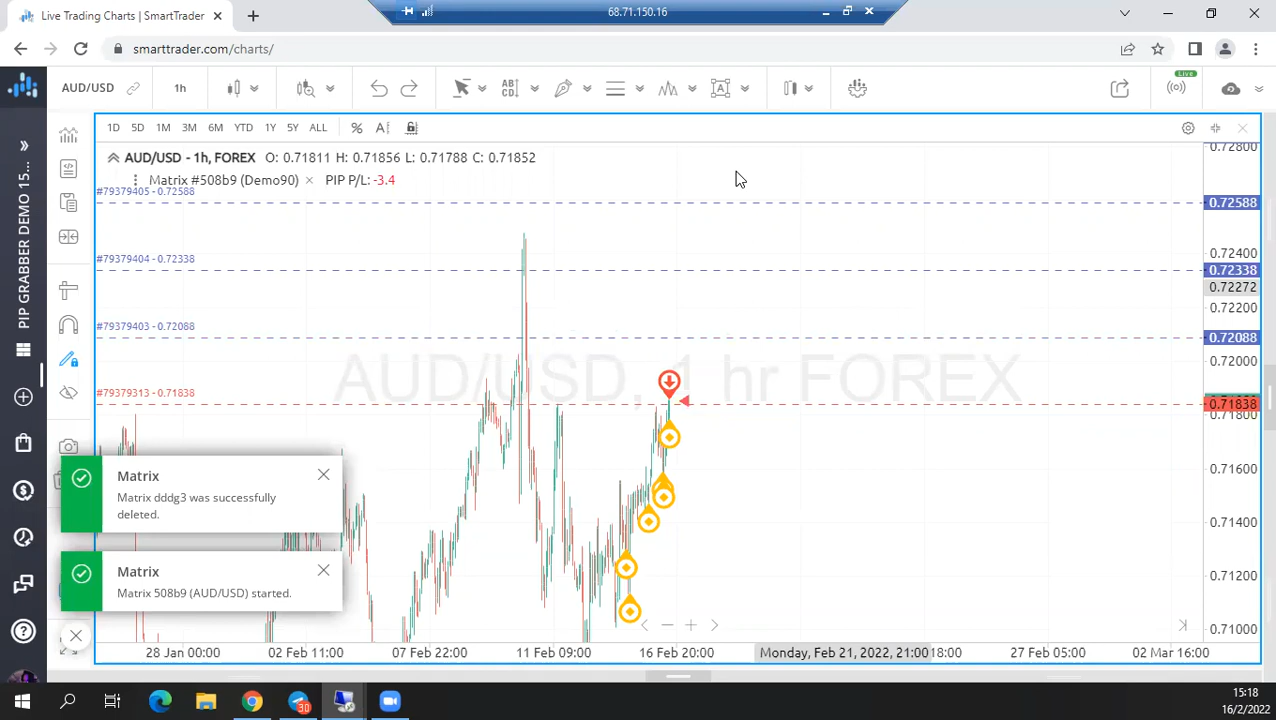 Live Trading Charts | SmartTrader
68.71.150.16
smarttrader.com/charts/
AUD/USD
1h
AB
CD
A
Live
1D 5D 1M 3M 6M YTD 1Y 5Y ALL
%
A
AUD/USD - 1h, FOREX O: 0.71811 H: 0.71856 L: 0.71788 C: 0.71852
Matrix #508b9 (Demo90) × PIP P/L: -3.4
PIP GRABBER DEMO 15...
#79379405 - 0.72588
#79379404 - 0.72338
#79379403 - 0.72088
#79379313 - 0.71838
AUD/USD, 1 hr FOREX
0.72800
0.72588
0.72400
0.72338
0.72272
0.72200
0.72088
0.72000
0.71838
0.71800
0.71600
0.71400
0.71200
0.71000
Matrix
Matrix dddg3 was successfully
deleted.
Matrix
Matrix 508b9 (AUD/USD) started.
28 Jan 00:00 02 Feb 11:00 07 Feb 22:00 11 Feb 09:00 16 Feb 20:00 Monday, Feb 21, 2022, 21:00 18:00 27 Feb 05:00 02 Mar 16:00
30
15:18
16/2/2022